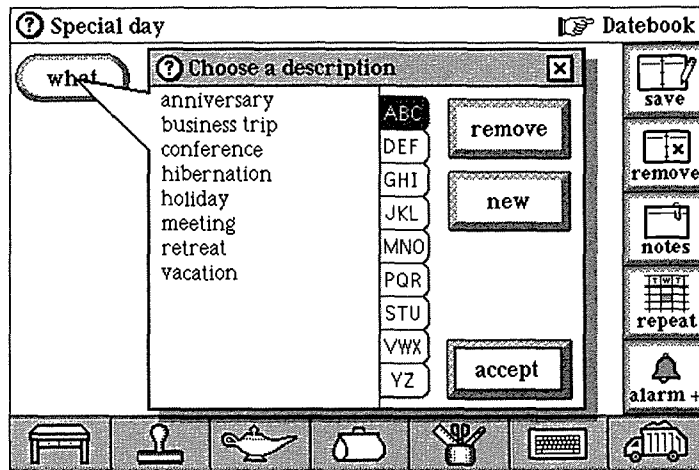 ? Special day
Datebook
what
? Choose a description X
anniversary
business trip
conference
hibernation
holiday
meeting
retreat
vacation
ABC
DEF
GHI
JKL
MNO
PQR
STU
VWX
YZ
remove
new
accept
save
remove
notes
T W T
repeat
alarm +